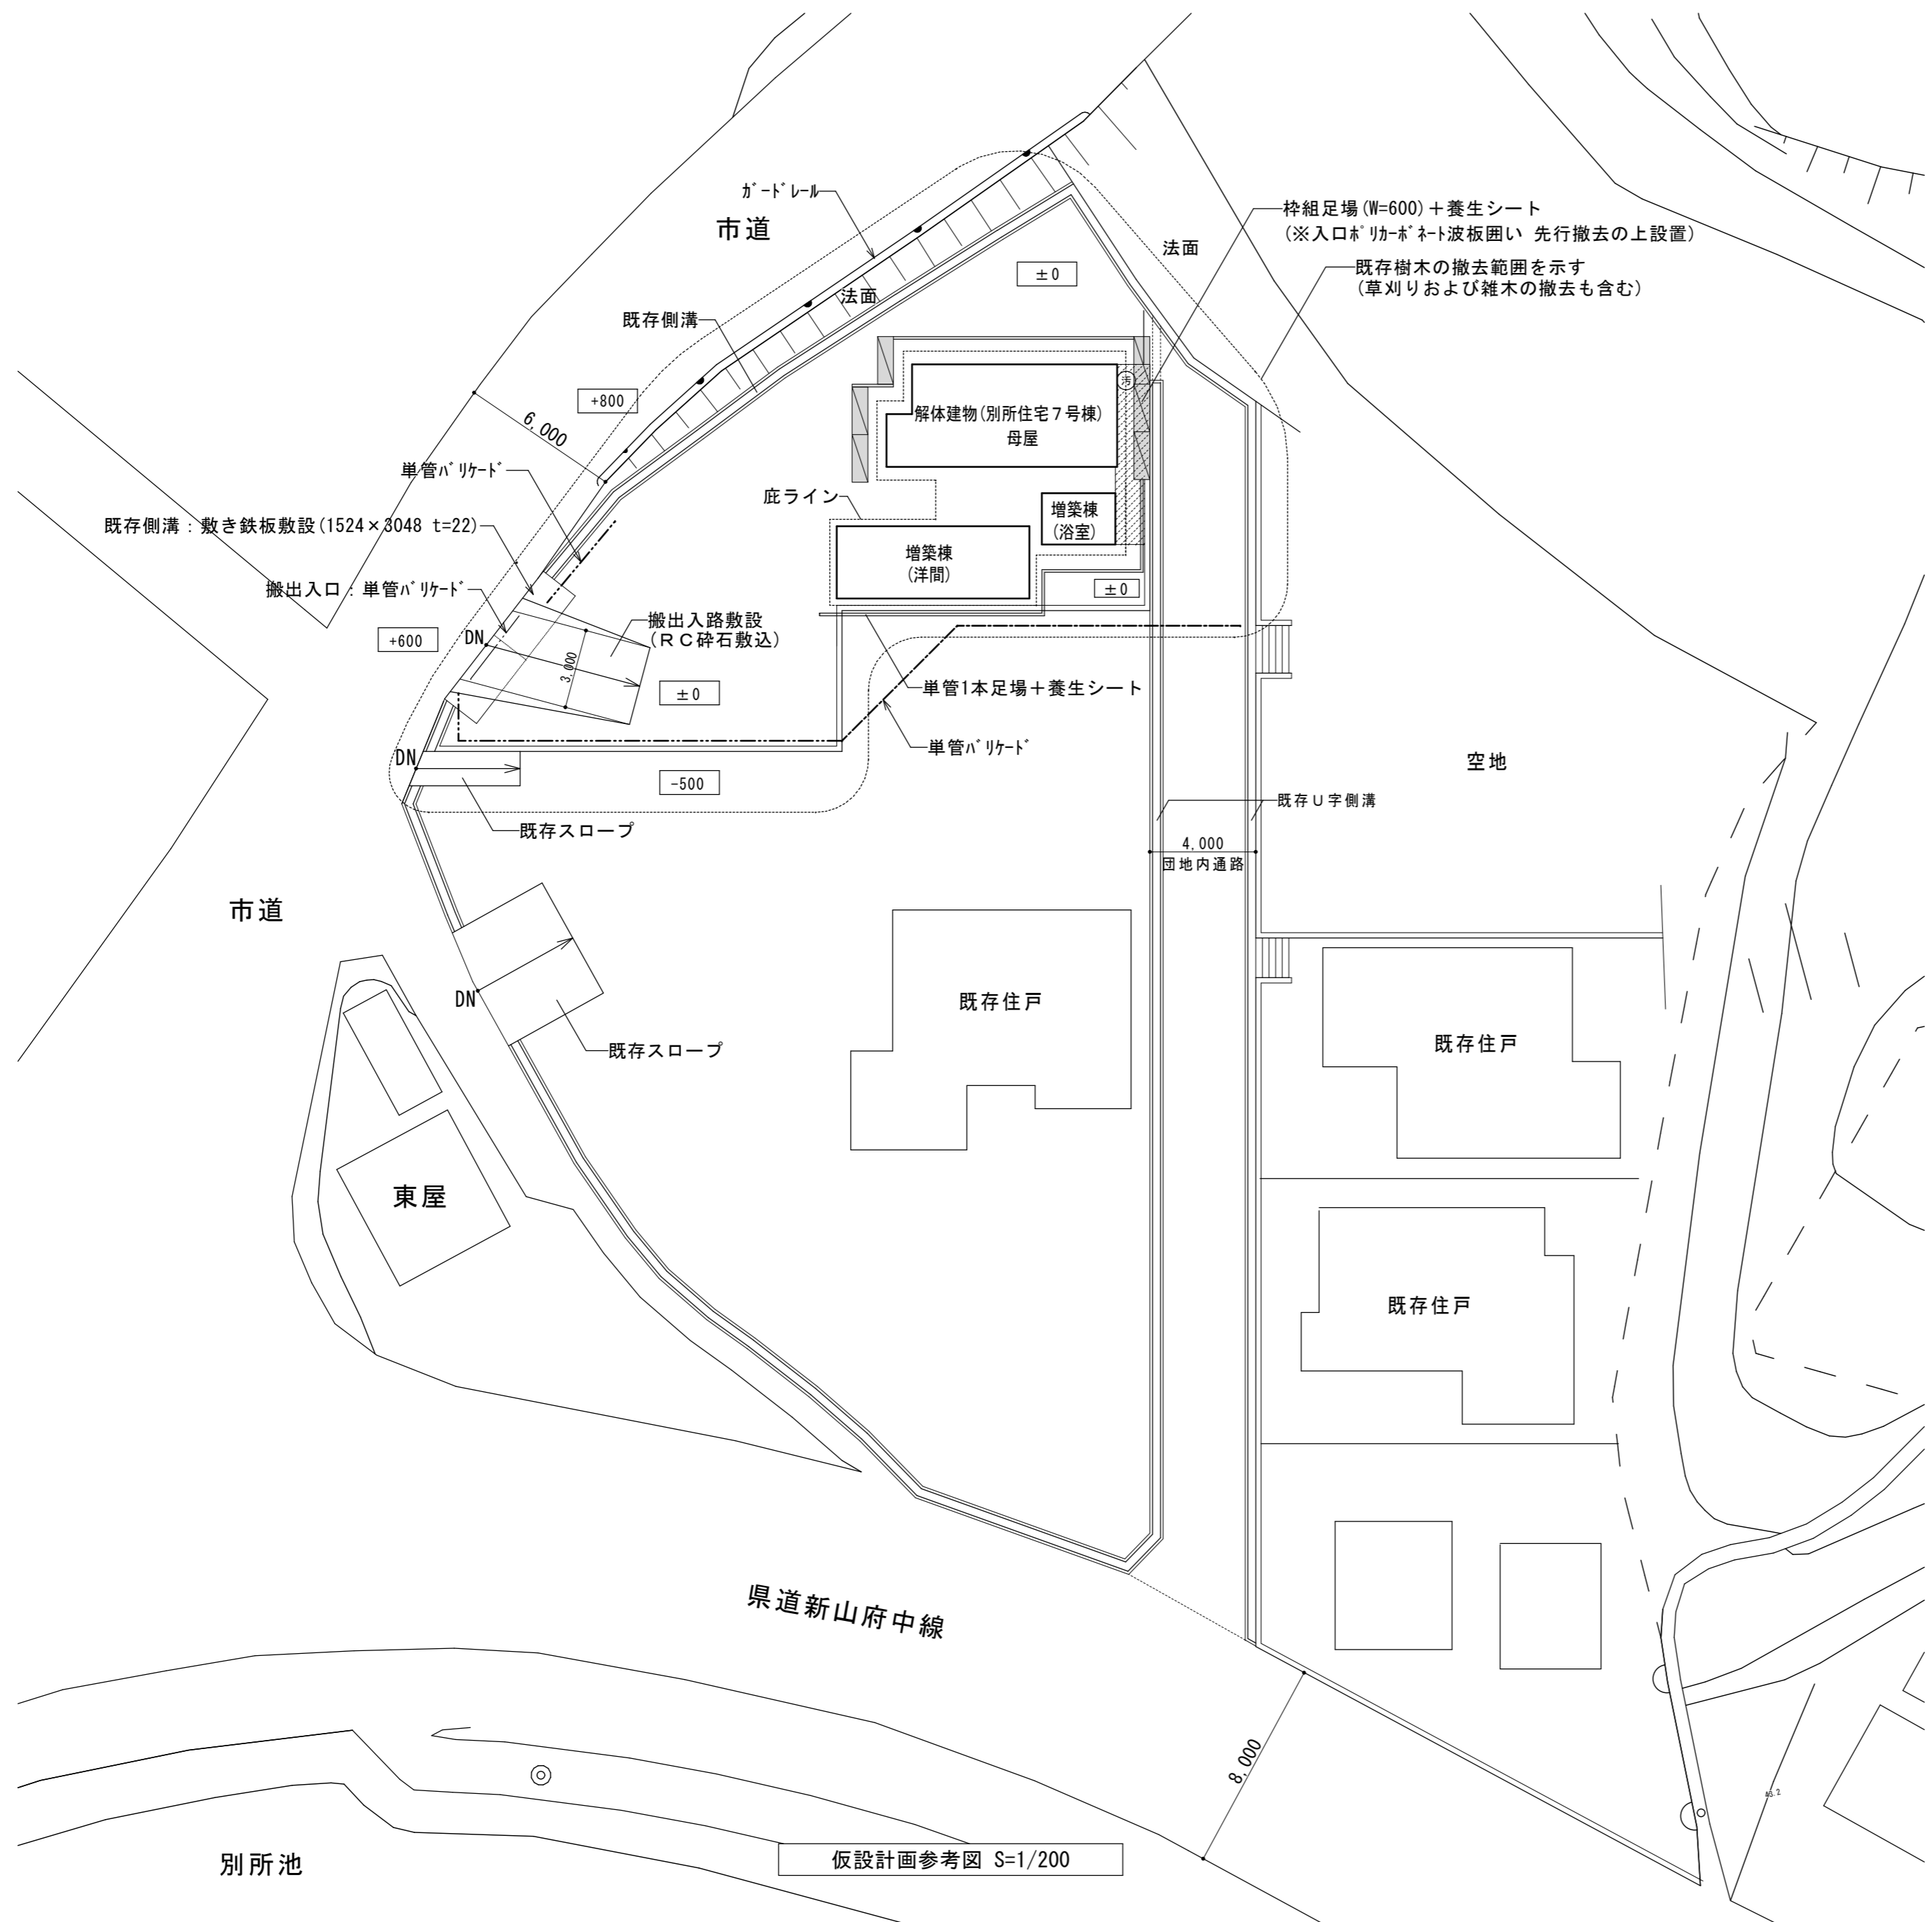 ｶﾞｰﾄﾞﾚｰﾙ
市道
枠組足場(W=600)＋養生シート
(※入口ﾎﾟﾘｶｰﾎﾞﾈｰﾄ波板囲い 先行撤去の上設置)
法面
既存樹木の撤去範囲を示す
(草刈りおよび雑木の撤去も含む)
±0
法面
既存側溝
+800
汚
解体建物(別所住宅７号棟)
母屋
6,000
単管ﾊﾞﾘｹｰﾄﾞ
庇ライン
増築棟
(浴室)
既存側溝：敷き鉄板敷設(1524×3048 t=22)
増築棟
(洋間)
搬出入口：単管ﾊﾞﾘｹｰﾄﾞ
±0
搬出入路敷設
(ＲＣ砕石敷込)
+600
DN
3,000
±0
単管1本足場＋養生シート
単管ﾊﾞﾘｹｰﾄﾞ
DN
-500
空地
既存Ｕ字側溝
既存スロープ
4,000
団地内通路
市道
DN
既存住戸
既存スロープ
既存住戸
東屋
既存住戸
県道新山府中線
8,000
43.2
別所池
仮設計画参考図 S=1/200